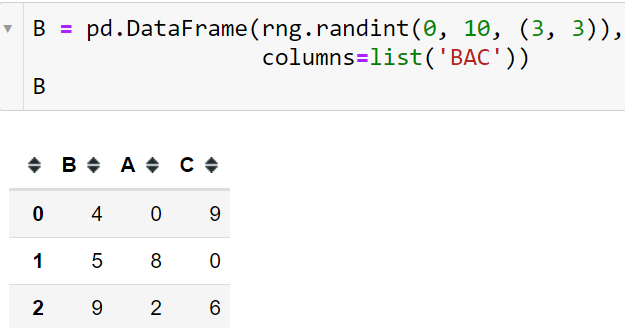 B = pd.DataFrame(rng.randint(0, 10, (3, 3)),
columns=list('BAC'))
B
B A C
0 4 0 9
1 5 8 0
2 9 2 6